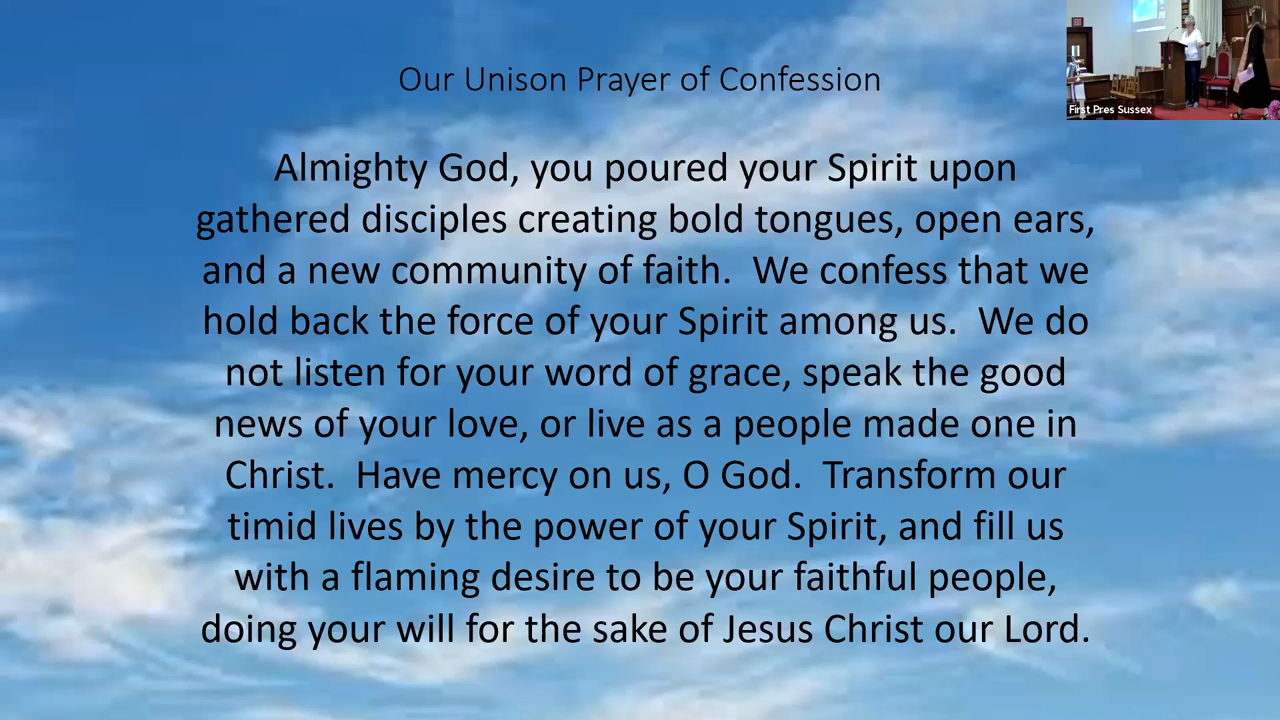 Our Unison Prayer of Confession
First Pres Sussex
Almighty God, you poured your Spirit upon
gathered disciples creating bold tongues, open ears,
and a new community of faith.  We confess that we
hold back the force of your Spirit among us.  We do
not listen for your word of grace, speak the good
news of your love, or live as a people made one in
Christ.  Have mercy on us, O God.  Transform our
timid lives by the power of your Spirit, and fill us
with a flaming desire to be your faithful people,
doing your will for the sake of Jesus Christ our Lord.